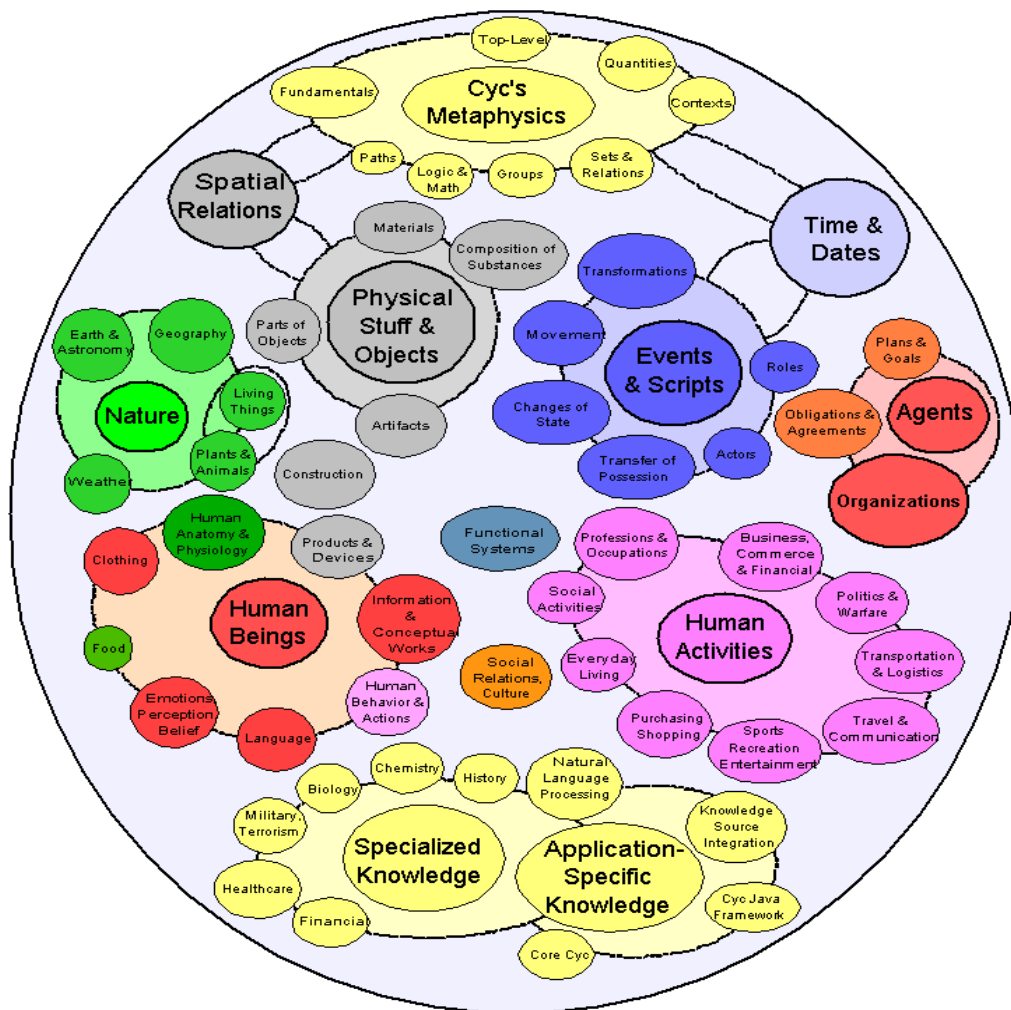 Top-Level
Quantities
Cyc's
Metaphysics
Fundamentals
Contexts
Paths
Logic &
Math
Groups
Sets &
Relations
Spatial
Relations
Time &
Dates
Materials
Composition of
Substances
Physical
Stuff &
Objects
Parts of
Objects
Artifacts
Construction
Products &
Devices
Transformations
Movement
Events
& Scripts
Roles
Changes of
State
Transfer of
Possession
Actors
Plans &
Goals
Obligations &
Agreements
Agents
Organizations
Earth &
Astronomy
Geography
Nature
Living
Things
Plants &
Animals
Weather
Human
Anatomy &
Physiology
Clothing
Human
Beings
Information
&
Conceptual
Works
Food
Emotions
Perception
Belief
Language
Human
Behavior &
Actions
Functional
Systems
Social
Relations,
Culture
Professions &
Occupations
Business,
Commerce
& Financial
Social
Activities
Politics &
Warfare
Human
Activities
Everyday
Living
Transportation
& Logistics
Purchasing
Shopping
Sports
Recreation
Entertainment
Travel &
Communication
Chemistry
History
Natural
Language
Processing
Biology
Military,
Terrorism
Specialized
Knowledge
Healthcare
Financial
Application-
Specific
Knowledge
Knowledge
Source
Integration
Cyc Java
Framework
Core Cyc